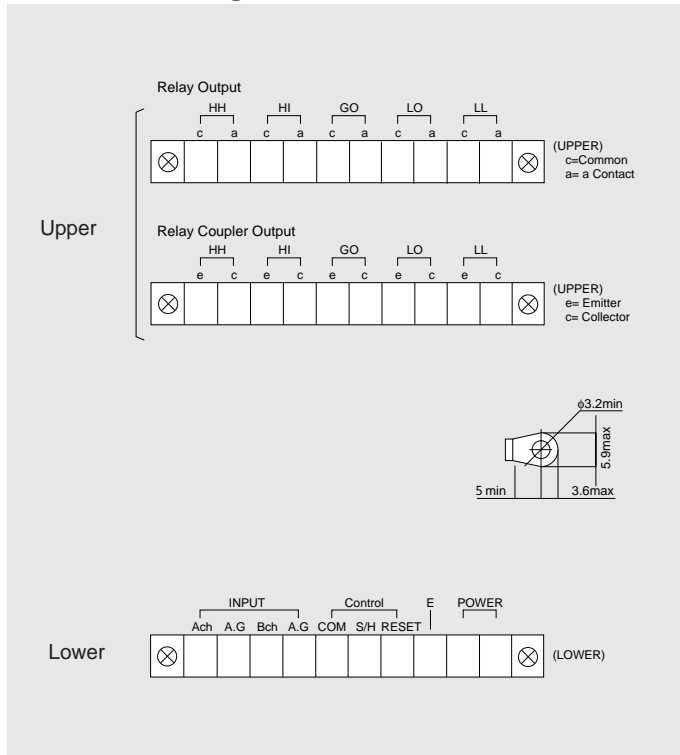 Relay Output
HH HI GO LO LL
c a c a c a c a c a
(UPPER)
c=Common
a= a Contact
Upper
Relay Coupler Output
HH HI GO LO LL
e c e c e c e c e c
(UPPER)
e= Emitter
c= Collector
ϕ3.2min
5.9max
5 min 3.6max
INPUT Control E POWER
Ach A.G Bch A.G COM S/H RESET
Lower
(LOWER)